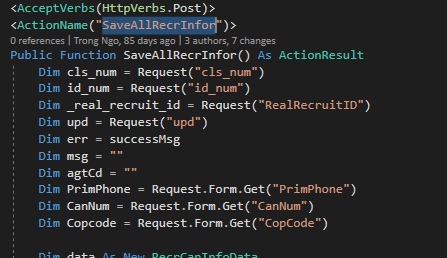 <AcceptVerbs(HttpVerbs.Post)>
<ActionName("SaveAllRecrInfor")>
0 references | Trong Ngo, 85 days ago | 3 authors, 7 changes
Public Function SaveAllRecrInfor() As ActionResult
Dim cls_num = Request("cls_num")
Dim id_num = Request("id_num")
Dim _real_recruit_id = Request("RealRecruitID")
Dim upd = Request("upd")
Dim err = successMsg
Dim msg = ""
Dim agtCd = ""
Dim PrimPhone = Request.Form.Get("PrimPhone")
Dim CanNum = Request.Form.Get("CanNum")
Dim Copcode = Request.Form.Get("CopCode")
Dim data As New RecrCanInfoData